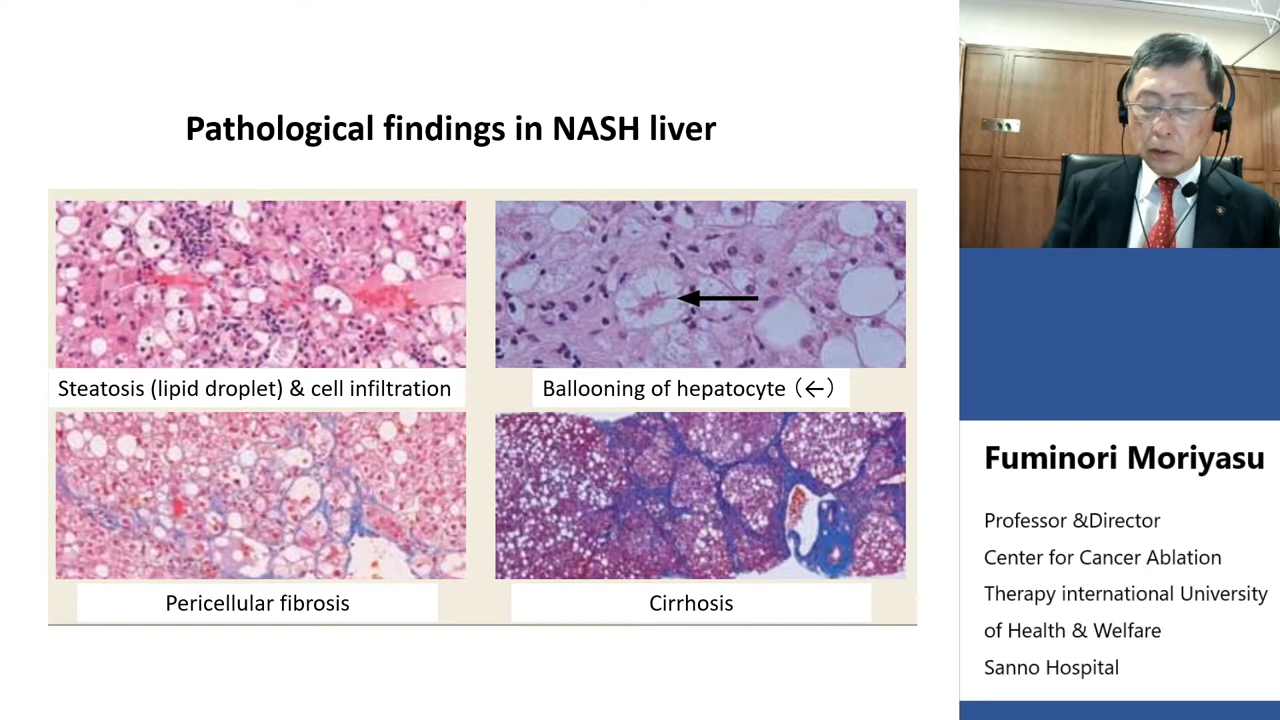 Pathological findings in NASH liver
Steatosis (lipid droplet) & cell infiltration
Ballooning of hepatocyte (←)
Pericellular fibrosis
Cirrhosis
Fuminori Moriyasu
Professor &Director
Center for Cancer Ablation
Therapy international University
of Health & Welfare
Sanno Hospital